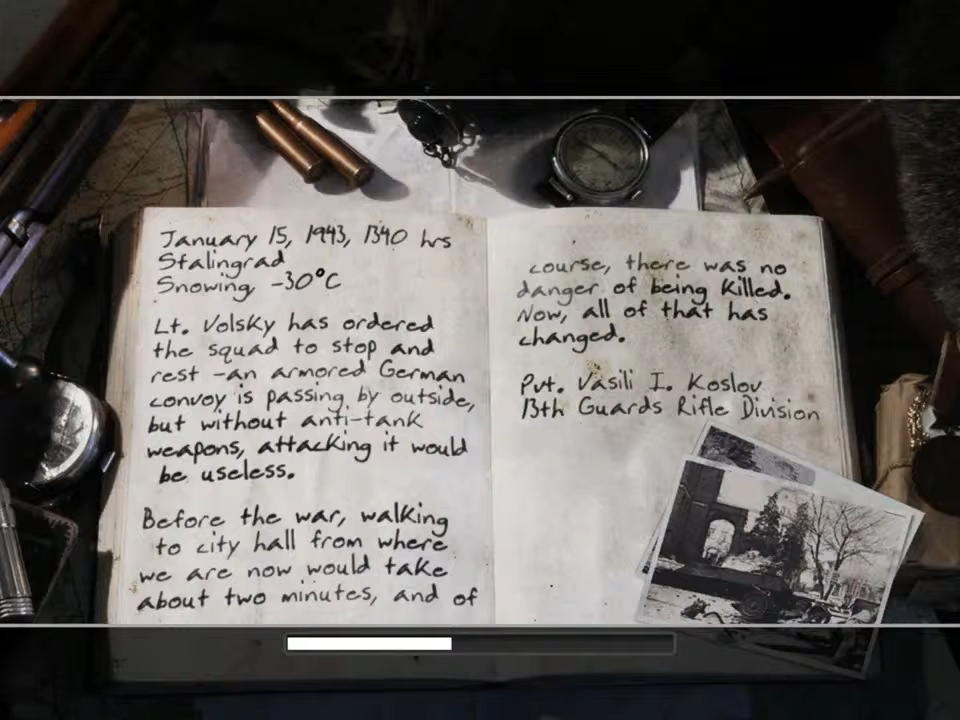 January 15, 1943, 1340 hrs
Stalingrad
Snowing, -30°C
Lt. Volsky has ordered
the squad to stop and
rest - an armored German
convoy is passing by outside,
but without anti-tank
weapons, attacking it would
be useless.
Before the war, walking
to city hall from where
we are now would take
about two minutes, and of
course, there was no
danger of being killed.
Now, all of that has
changed.
Pvt. Vasili I. Koslov
13th Guards Rifle Division